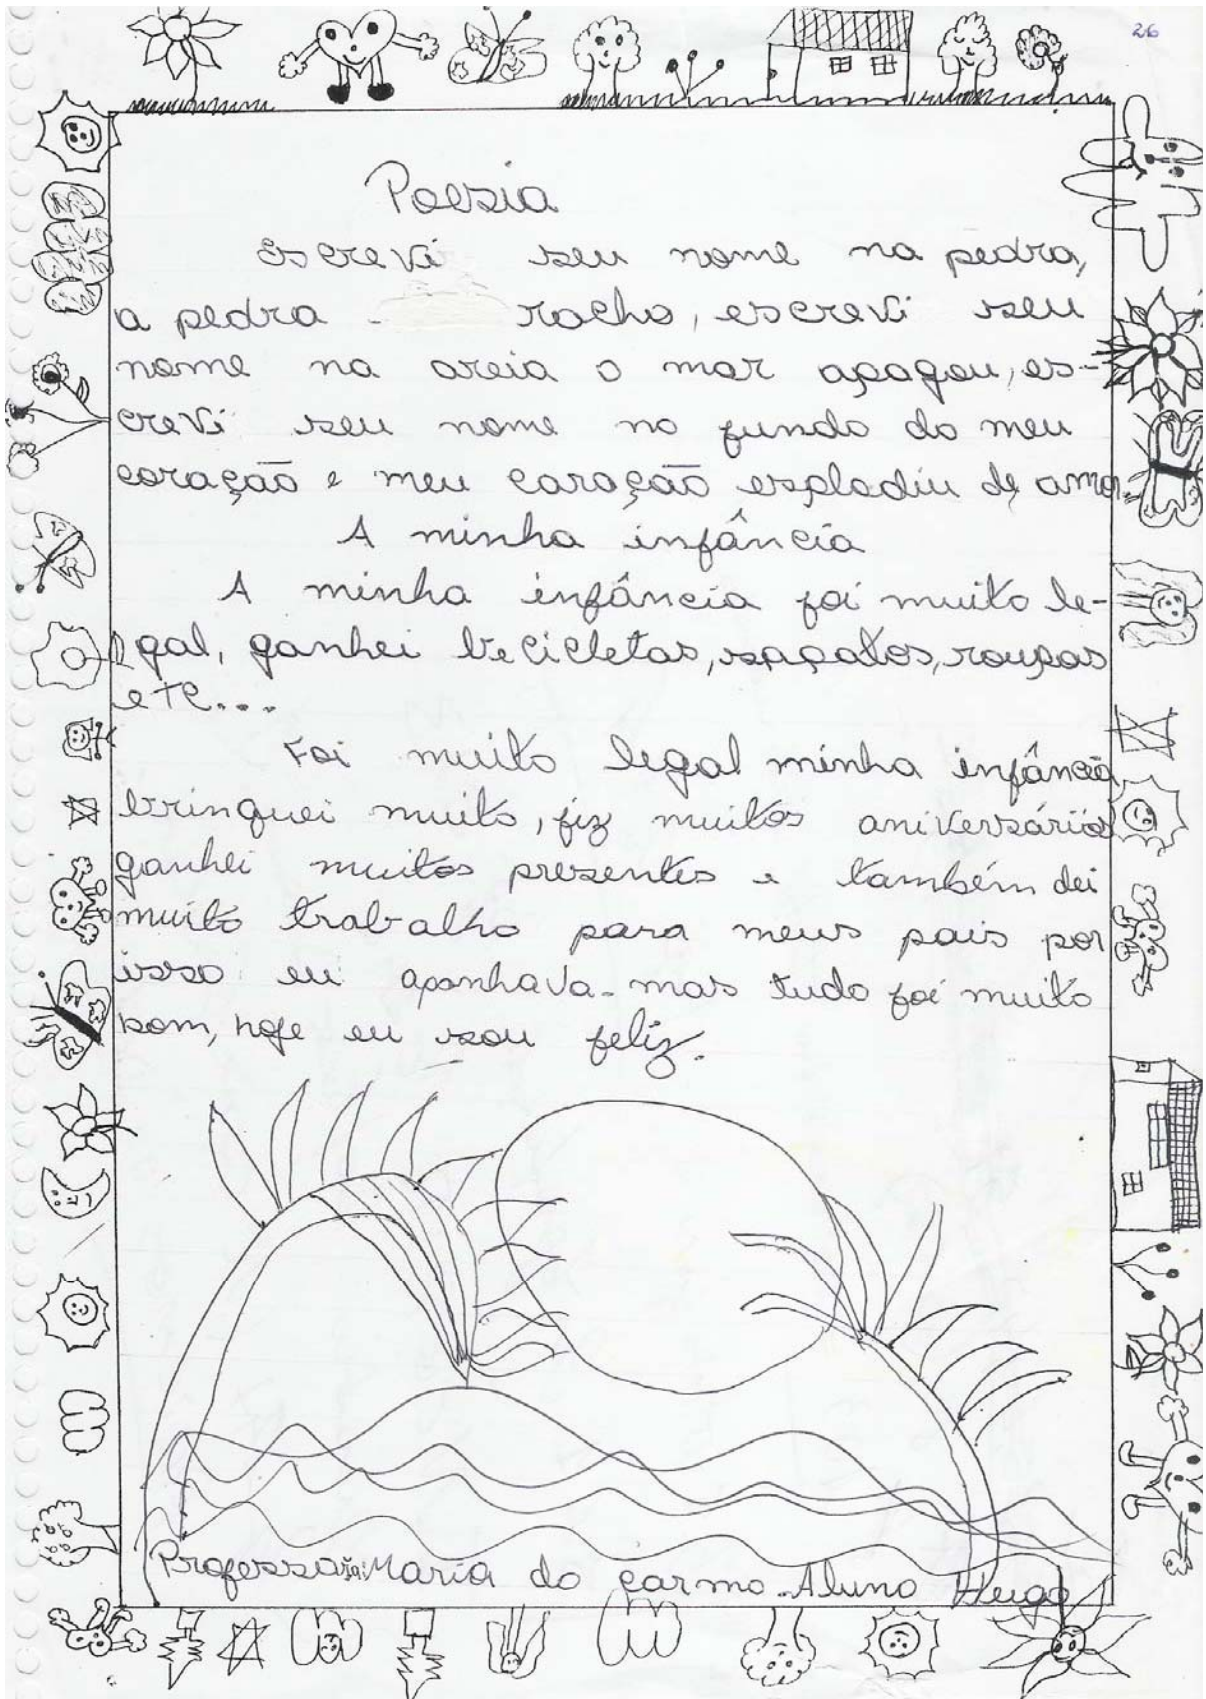 26
Poesia
Escrevi seu nome na pedra,
a pedra - rocho, escrevi seu
nome na areia o mar apagou, es-
crevi seu nome no fundo do meu
coração e meu coração esplodiu de amor.
A minha infância
A minha infância foi muito le-
gal, ganhei becicletas, sapatos, roupas
etc...
Foi muito legal minha infância
brinquei muito, fiz muitos aniversários
ganhei muitos presentes e também dei
muito trabalho para meus pais por
isso eu apanhava-mas tudo foi muito
bom, hoje eu sou feliz.
Professora: Maria do Carmo-Aluno Hugo